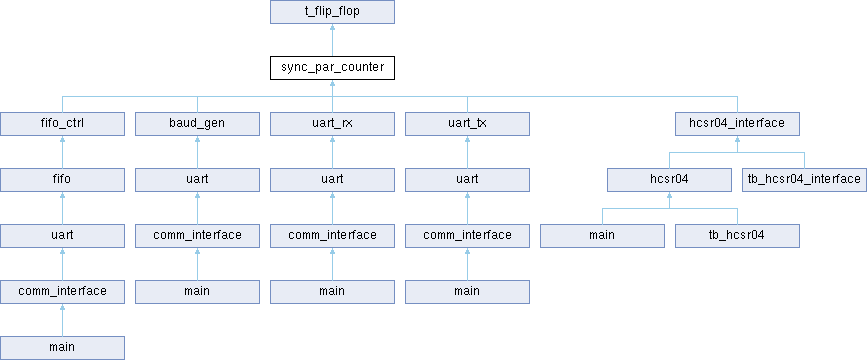 t_flip_flop
sync_par_counter
fifo_ctrl baud_gen uart_rx uart_tx hcsr04_interface
fifo uart uart uart hcsr04 tb_hcsr04_interface
uart comm_interface comm_interface comm_interface main tb_hcsr04
comm_interface main main main
main